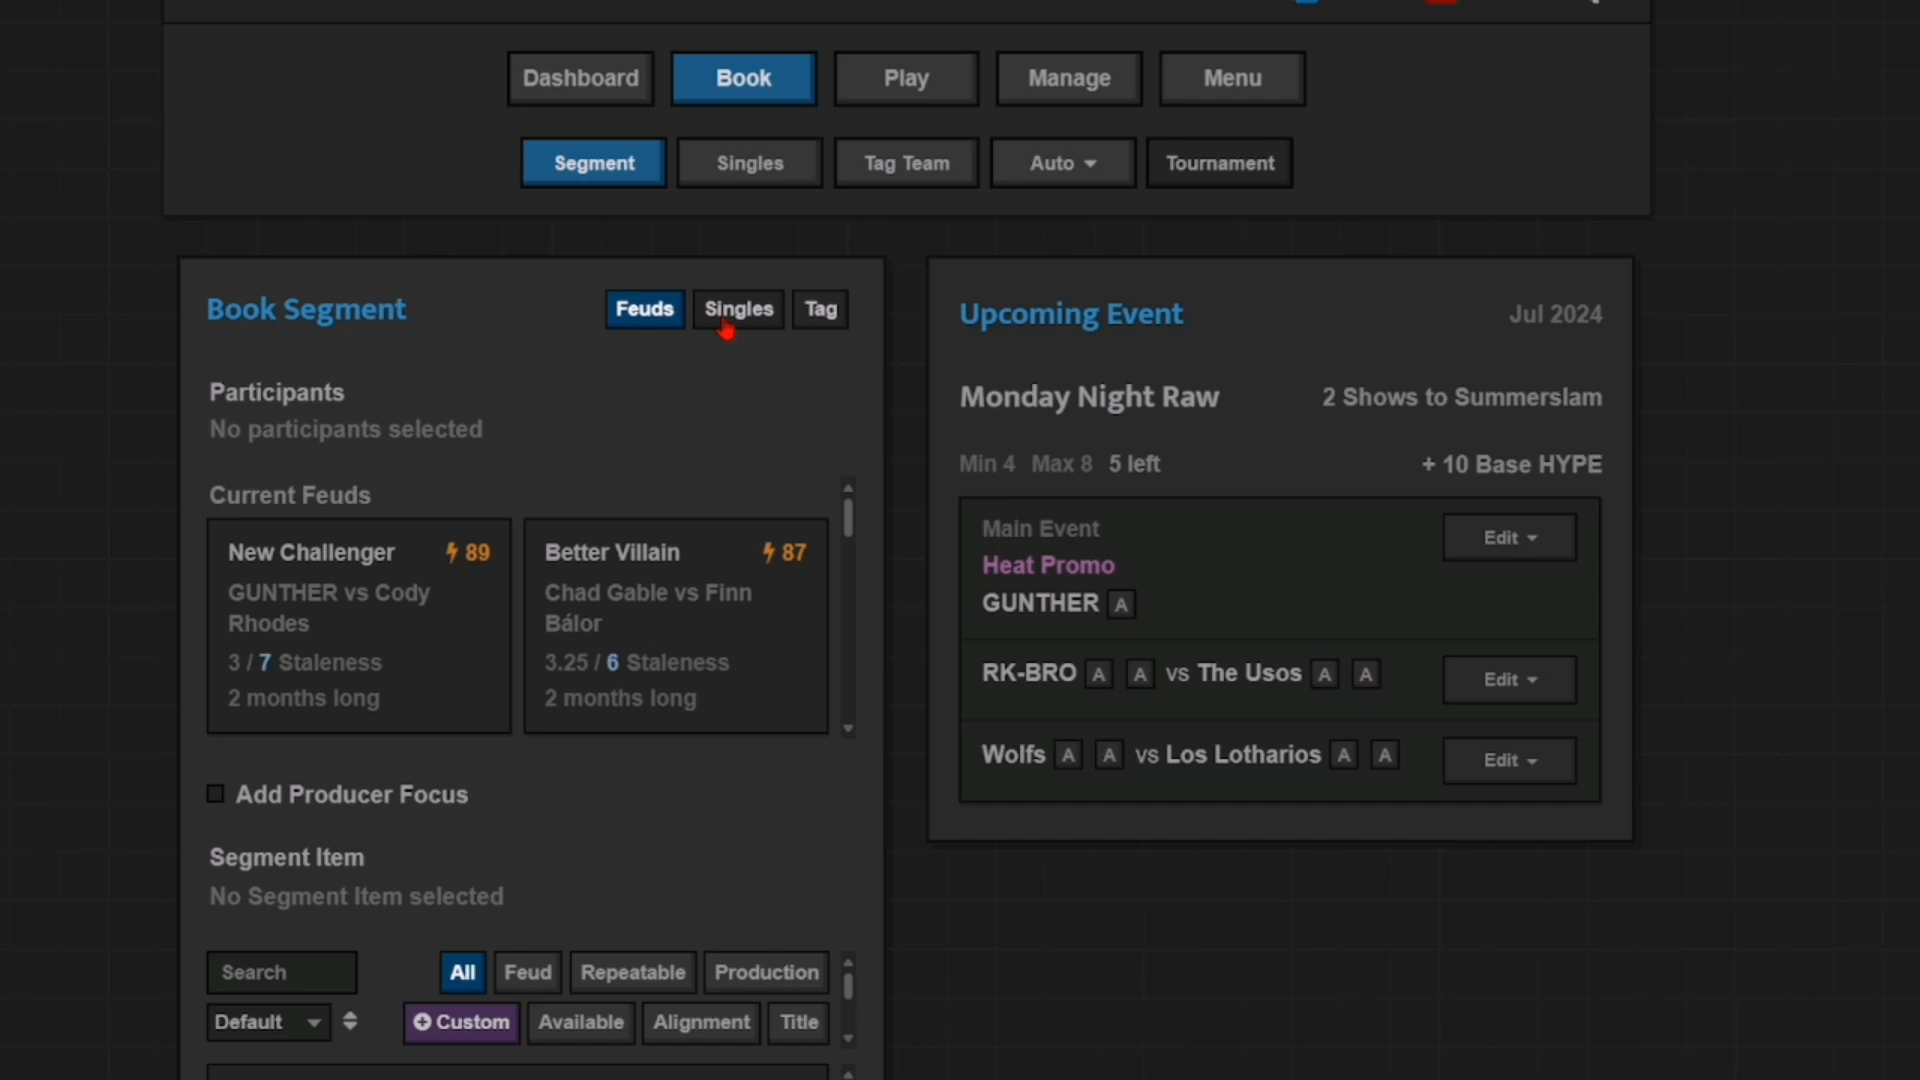 Dashboard Book Play Manage Menu
Segment Singles Tag Team Auto Tournament
Book Segment Feuds Singles Tag
Participants
No participants selected
Current Feuds
New Challenger 89
GUNTHER vs Cody
Rhodes
3 / 7 Staleness
2 months long
Better Villain 87
Chad Gable vs Finn
Bálor
3.25 / 6 Staleness
2 months long
Add Producer Focus
Segment Item
No Segment Item selected
Search All Feud Repeatable Production
Default Custom Available Alignment Title
Upcoming Event Jul 2024
Monday Night Raw 2 Shows to Summerslam
Min 4 Max 8 5 left + 10 Base HYPE
Main Event
Heat Promo
GUNTHER A
Edit
RK-BRO A A vs The Usos A A Edit
Wolfs A A vs Los Lotharios A A Edit